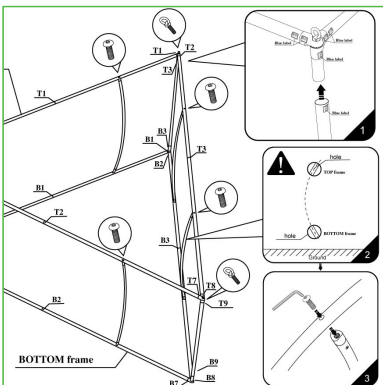 T1
T2
T3
T1
B3
B1
B2
T3
B1
T2
B3
T7
T8
T9
B2
BOTTOM frame
B9
B7
B8
Blue label
Blue label
Blue label
Blue label
1
hole
TOP frame
hole
BOTTOM frame
Ground
2
3